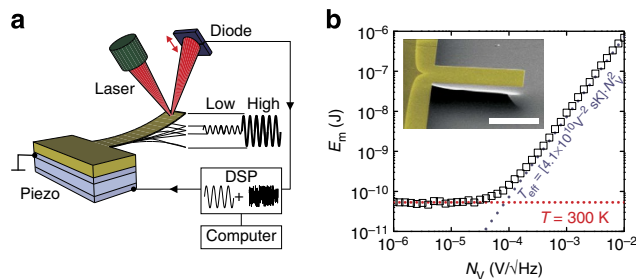 a
Diode
Laser
Low High
DSP
+
Piezo
Computer
b
10⁻⁶
10⁻⁷
10⁻⁸
10⁻⁹
10⁻¹⁰
10⁻¹¹
E_m (J)
T_eff = [4.1×10¹⁰V⁻² sK]·N_V²
T = 300 K
10⁻⁶ 10⁻⁵ 10⁻⁴ 10⁻³ 10⁻²
N_V (V/√Hz)